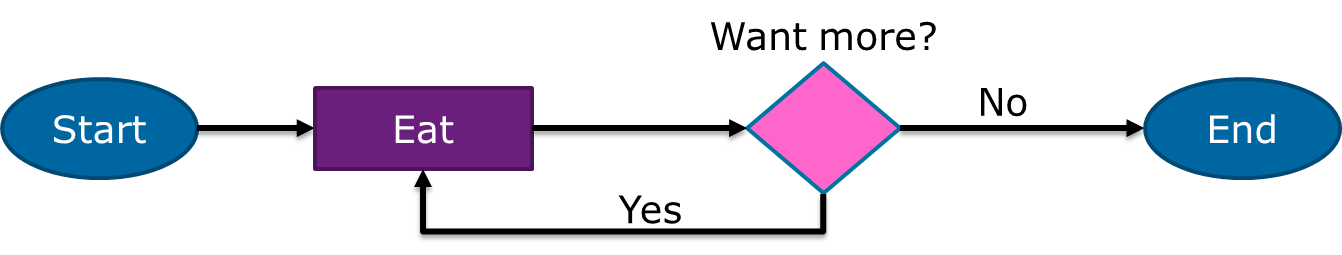 Want more?
Start
Eat
No
End
Yes